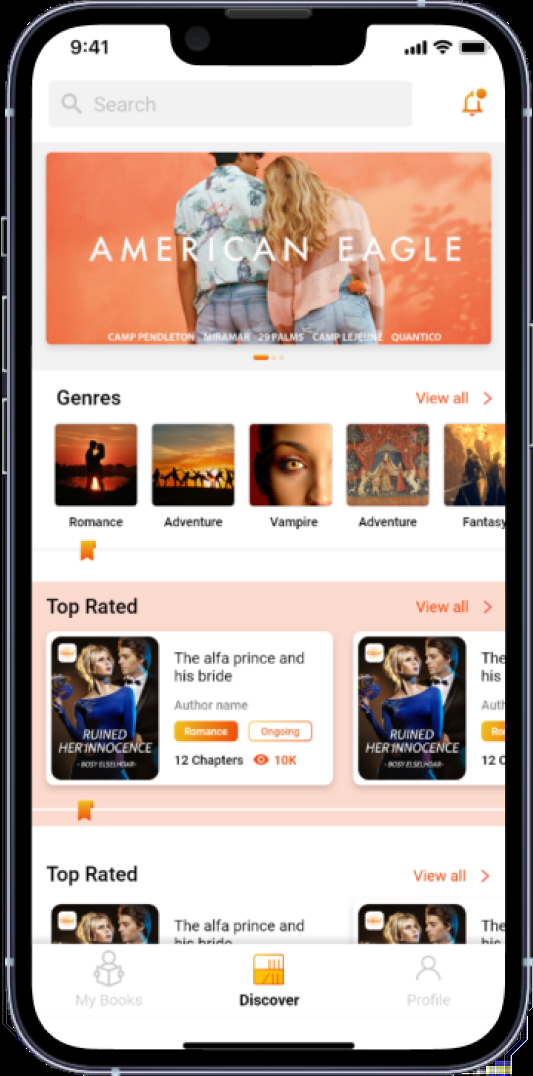 9:41
Search
AMERICAN EAGLE
CAMP PENDLETON MIRAMAR 29 PALMS CAMP LEJEUNE QUANTICO
Genres
View all
Romance
Adventure
Vampire
Adventure
Fantasy
Top Rated
View all
The alfa prince and
his bride
Author name
Romance
Ongoing
12 Chapters
10K
RUINED
HER INNOCENCE
- BOSY ELSELHDAR-
The
his
Aut
Ro
12 C
RUINED
HER INNOCENCE
- BOSY ELSELHDAR-
Top Rated
View all
The alfa prince and
his bride
The
his
My Books
Discover
Profile